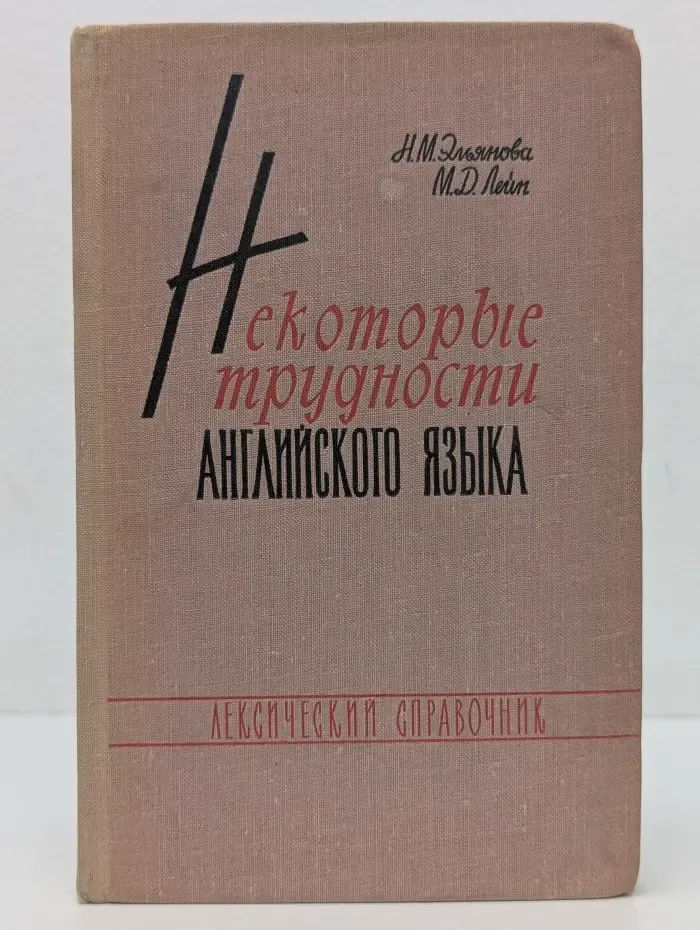 Н.М.Эльянова
М.Д.Лейн
Некоторые
трудности
АНГЛИЙСКОГО ЯЗЫКА
ЛЕКСИЧЕСКИЙ СПРАВОЧНИК